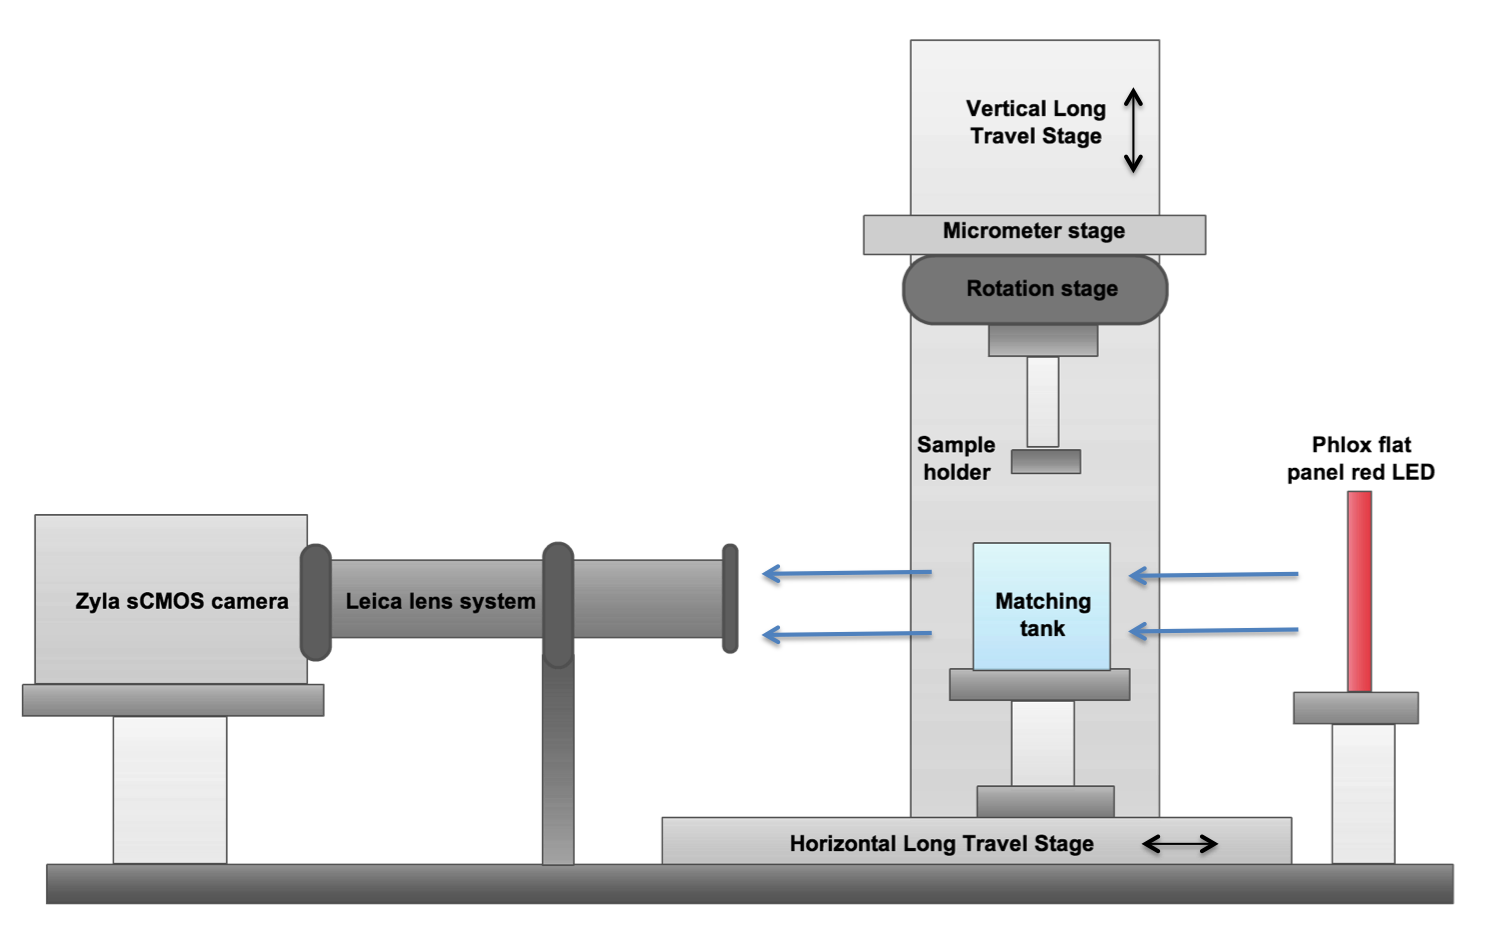 Vertical Long
Travel Stage
Micrometer stage
Rotation stage
Sample
holder
Phlox flat
panel red LED
Zyla sCMOS camera
Leica lens system
Matching
tank
Horizontal Long Travel Stage